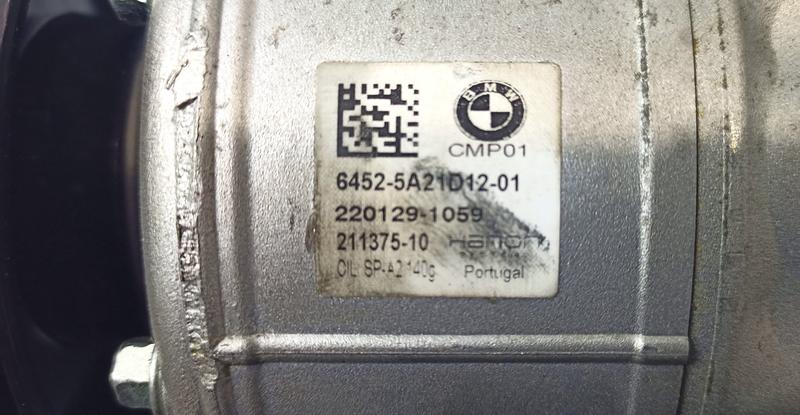 BMW
CMP01
6452-5A21D12-01
220129-1059
211375-10 Hanon
OIL: SP-A2 140g Portugal